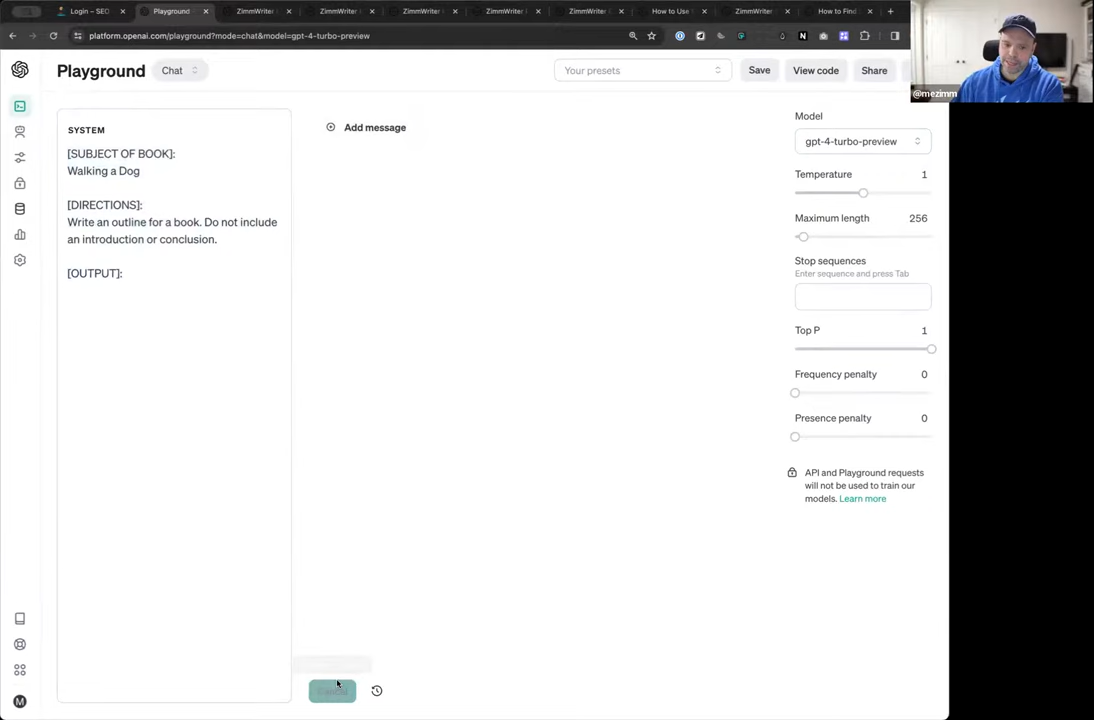 Login – SEO
Playground
ZimmWriter
ZimmWriter
ZimmWriter
ZimmWriter
ZimmWriter
How to Use
ZimmWriter
How to Find
platform.openai.com/playground?mode=chat&model=gpt-4-turbo-preview
Playground
Chat
Your presets
Save
View code
Share
@mezimm
SYSTEM
[SUBJECT OF BOOK]:
Walking a Dog
[DIRECTIONS]:
Write an outline for a book. Do not include
an introduction or conclusion.
[OUTPUT]:
Add message
Model
gpt-4-turbo-preview
Temperature 1
Maximum length 256
Stop sequences
Enter sequence and press Tab
Top P 1
Frequency penalty 0
Presence penalty 0
API and Playground requests
will not be used to train our
models. Learn more
Cancel
M